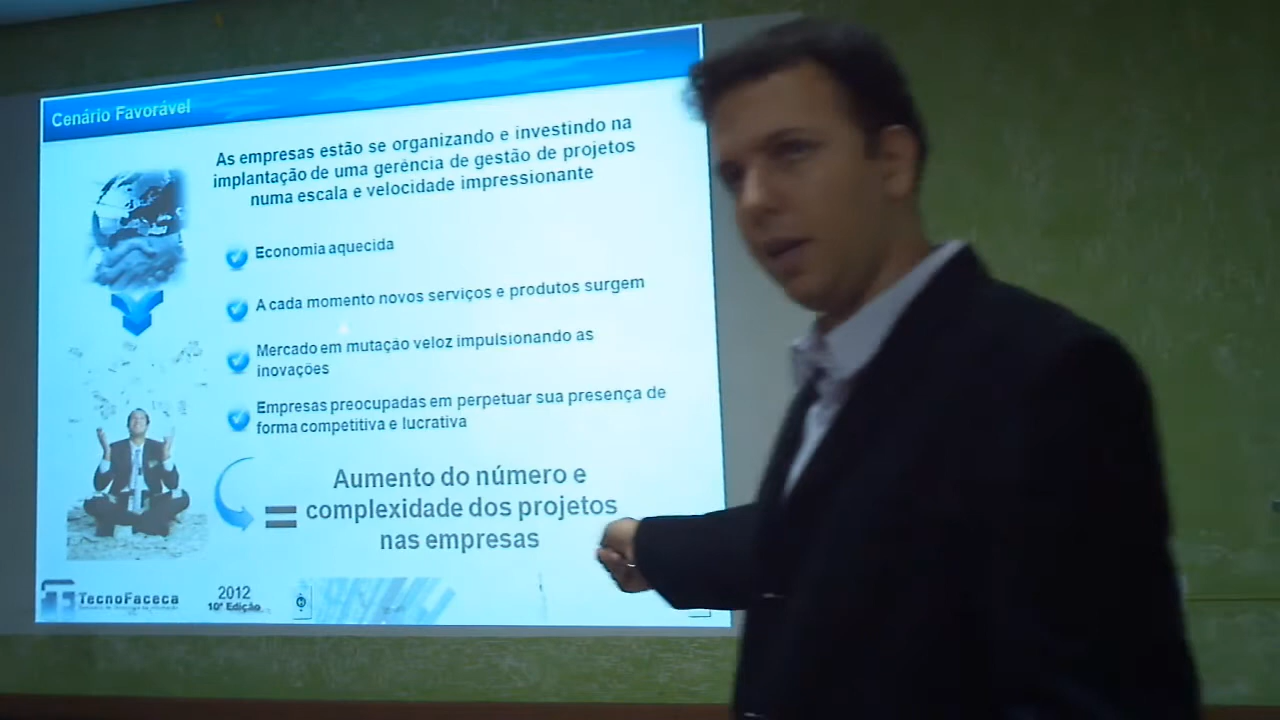 Cenário Favorável
As empresas estão se organizando e investindo na
implantação de uma gerência de gestão de projetos
numa escala e velocidade impressionante
Economia aquecida
A cada momento novos serviços e produtos surgem
Mercado em mutação veloz impulsionando as
inovações
Empresas preocupadas em perpetuar sua presença de
forma competitiva e lucrativa
Aumento do número e
= complexidade dos projetos
nas empresas
TecnoFaceca
2012
10ª Edição